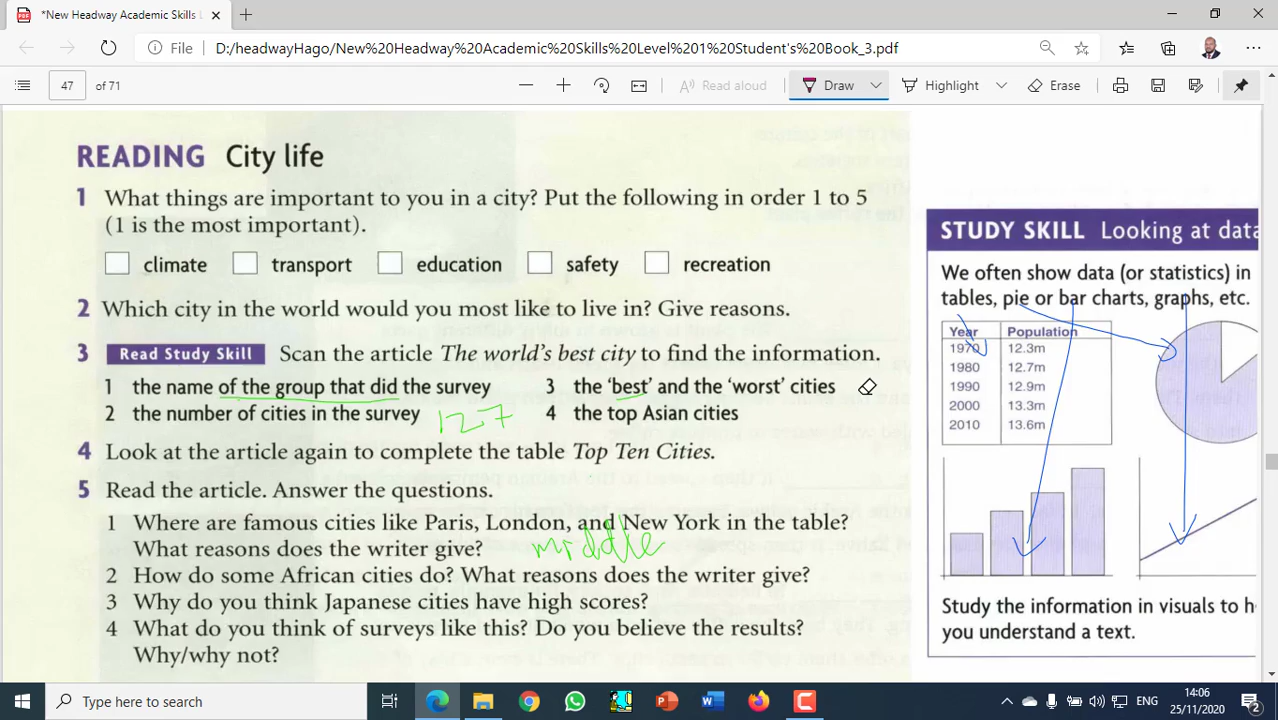 *New Headway Academic Skills L
File
D:/headwayHago/New%20Headway%20Academic%20Skills%20Level%201%20Student's%20Book_3.pdf
47 of 71
Read aloud
Draw
Highlight
Erase
READING City life
1 What things are important to you in a city? Put the following in order 1 to 5
(1 is the most important).
climate transport education safety recreation
2 Which city in the world would you most like to live in? Give reasons.
3 Read Study Skill Scan the article The world's best city to find the information.
1 the name of the group that did the survey
2 the number of cities in the survey 127
3 the 'best' and the 'worst' cities
4 the top Asian cities
4 Look at the article again to complete the table Top Ten Cities.
5 Read the article. Answer the questions.
1 Where are famous cities like Paris, London, and New York in the table?
What reasons does the writer give? middle
2 How do some African cities do? What reasons does the writer give?
3 Why do you think Japanese cities have high scores?
4 What do you think of surveys like this? Do you believe the results?
Why/why not?
STUDY SKILL Looking at data
We often show data (or statistics) in
tables, pie or bar charts, graphs, etc.
Year Population
1970 12.3m
1980 12.7m
1990 12.9m
2000 13.3m
2010 13.6m
Study the information in visuals to h
you understand a text.
Type here to search
ENG
14:06
25/11/2020
2